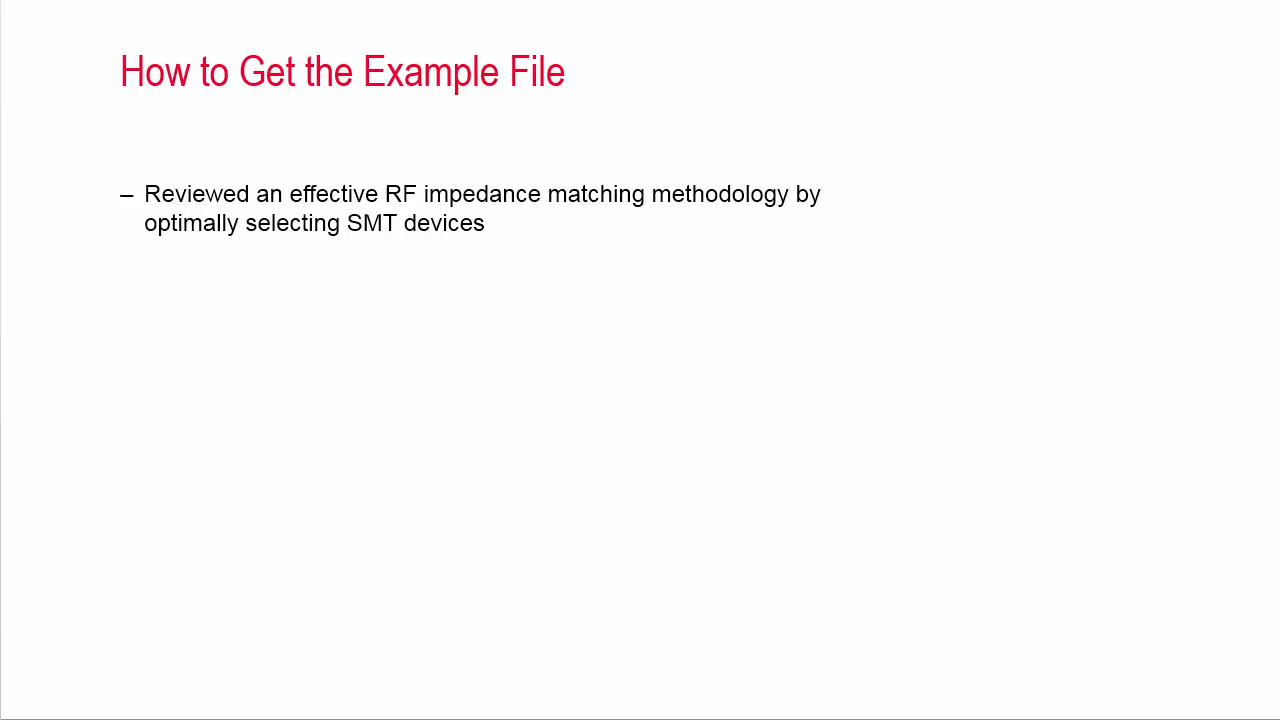 How to Get the Example File
– Reviewed an effective RF impedance matching methodology by
optimally selecting SMT devices